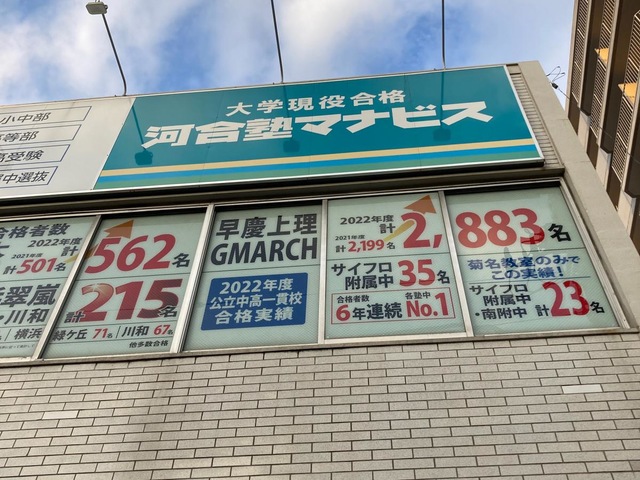 小中部
等部
高受験
中選抜
大学現役合格
河合塾マナビス
合格者数
2022年度
2021年度
計501名
計
562名
翠嵐
・川和
横浜
計215名
緑ケ丘 71名 川和 67名
他多数合格
早慶上理
GMARCH
2022年度
公立中高一貫校
合格実績
2022年度
計
2021年度
計2,199名
2,883名
サイフロ
附属中 35名
合格者数
6年連続
各塾中
No.1
菊名教室のみで
この実績!
サイフロ
附属中
・南附中 計23名